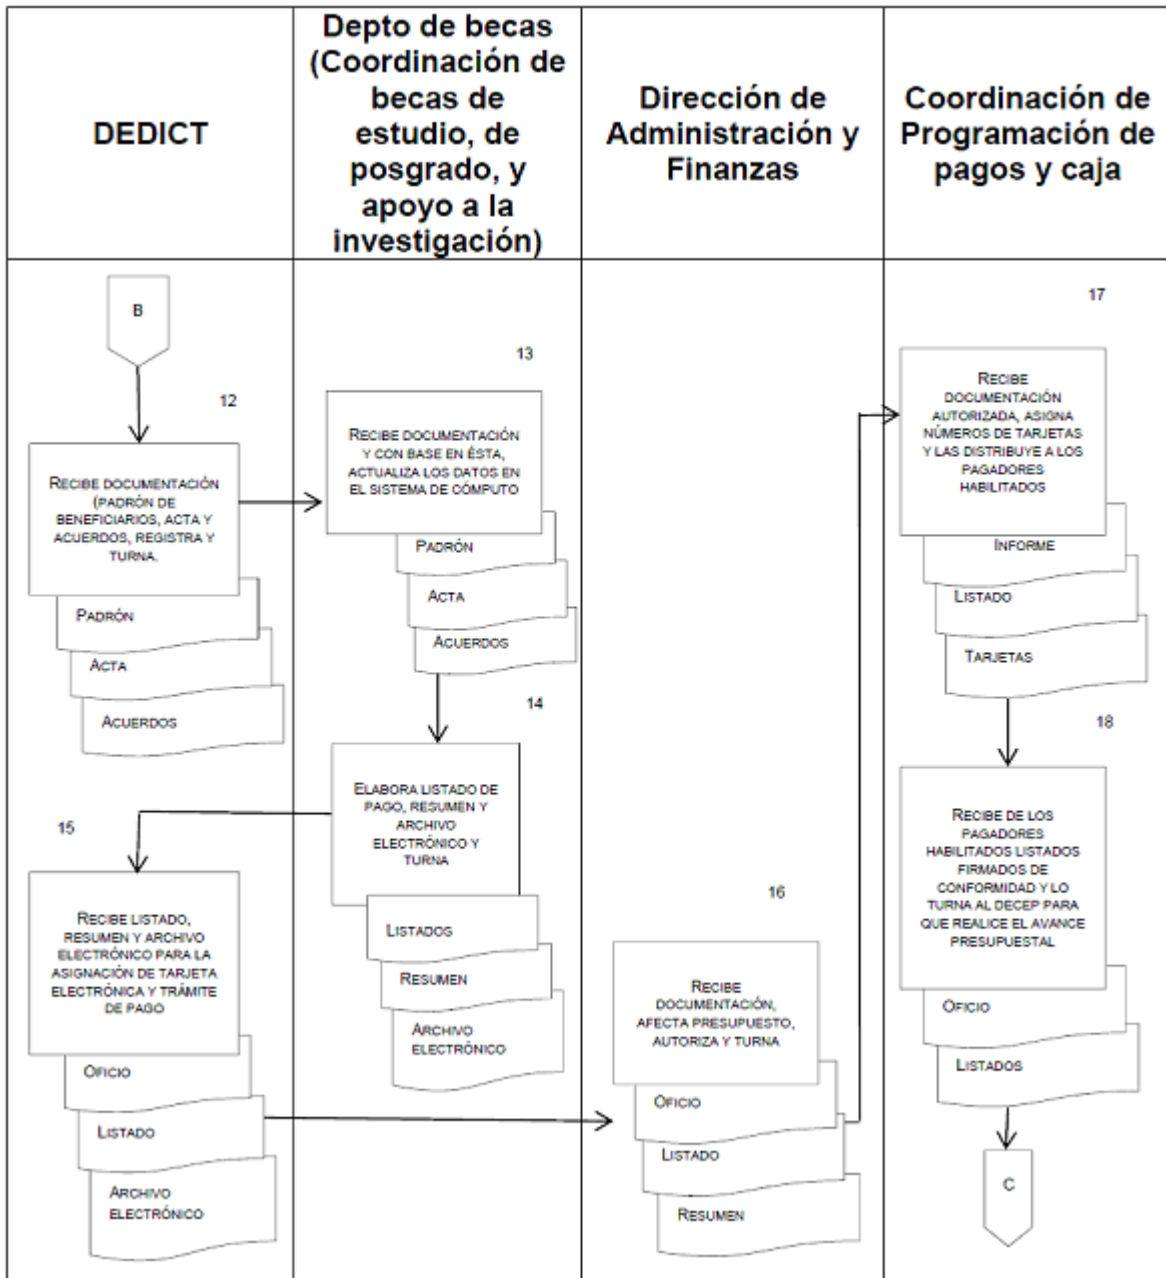 DEDICT
Depto de becas
(Coordinación de
becas de
estudio, de
posgrado, y
apoyo a la
investigación)
Dirección de
Administración y
Finanzas
Coordinación de
Programación de
pagos y caja
B
12
RECIBE DOCUMENTACIÓN
(PADRÓN DE
BENEFICIARIOS, ACTA Y
ACUERDOS, REGISTRA Y
TURNA.
PADRÓN
ACTA
ACUERDOS
13
RECIBE DOCUMENTACIÓN
Y CON BASE EN ÉSTA,
ACTUALIZA LOS DATOS EN
EL SISTEMA DE CÓMPUTO
PADRÓN
ACTA
ACUERDOS
14
ELABORA LISTADO DE
PAGO, RESUMEN Y
ARCHIVO
ELECTRÓNICO Y
TURNA
LISTADOS
RESUMEN
ARCHIVO
ELECTRÓNICO
15
RECIBE LISTADO,
RESUMEN Y ARCHIVO
ELECTRÓNICO PARA LA
ASIGNACIÓN DE TARJETA
ELECTRÓNICA Y TRÁMITE
DE PAGO
OFICIO
LISTADO
ARCHIVO
ELECTRÓNICO
16
RECIBE
DOCUMENTACIÓN,
AFECTA PRESUPUESTO,
AUTORIZA Y TURNA
OFICIO
LISTADO
RESUMEN
17
RECIBE
DOCUMENTACIÓN
AUTORIZADA, ASIGNA
NÚMEROS DE TARJETAS
Y LAS DISTRIBUYE A LOS
PAGADORES
HABILITADOS
INFORME
LISTADO
TARJETAS
18
RECIBE DE LOS
PAGADORES
HABILITADOS LISTADOS
FIRMADOS DE
CONFORMIDAD Y LO
TURNA AL DECEP PARA
QUE REALICE EL AVANCE
PRESUPUESTAL
OFICIO
LISTADOS
C